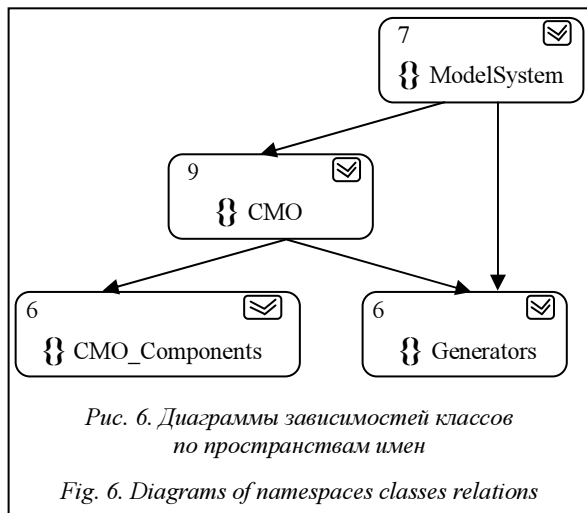 7
{} ModelSystem
9
{} CMO
6
{} CMO_Components
6
{} Generators
Рис. 6. Диаграммы зависимостей классов
по пространствам имен
Fig. 6. Diagrams of namespaces classes relations